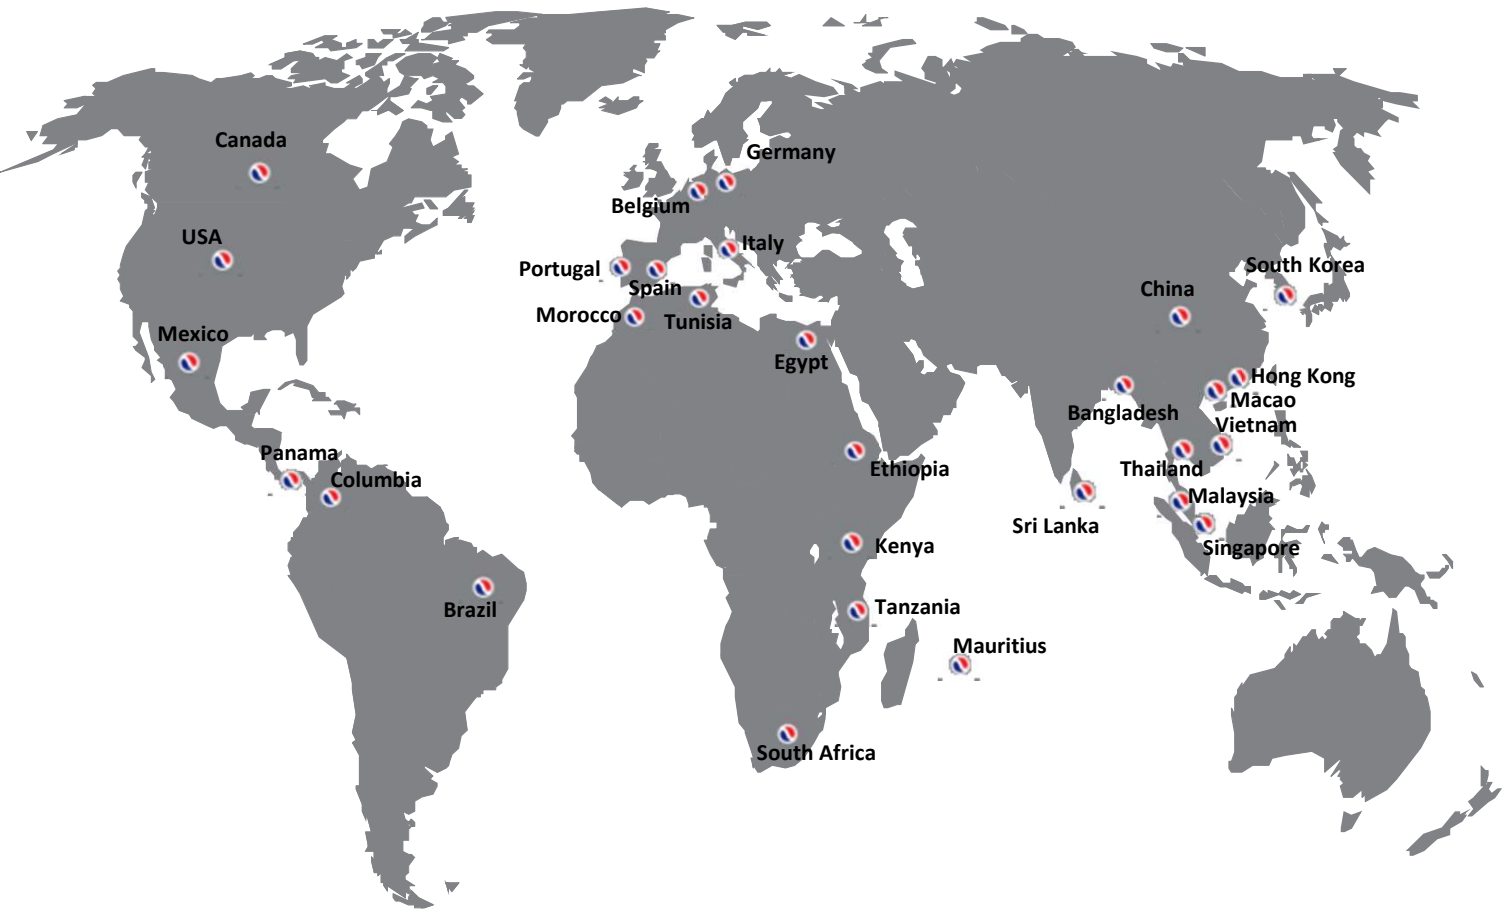 Canada
Germany
Belgium
USA
Italy
Portugal
South Korea
Spain
China
Morocco
Tunisia
Mexico
Egypt
Hong Kong
Macao
Bangladesh
Vietnam
Panama
Ethiopia
Thailand
Columbia
Malaysia
Sri Lanka
Kenya
Singapore
Brazil
Tanzania
Mauritius
South Africa